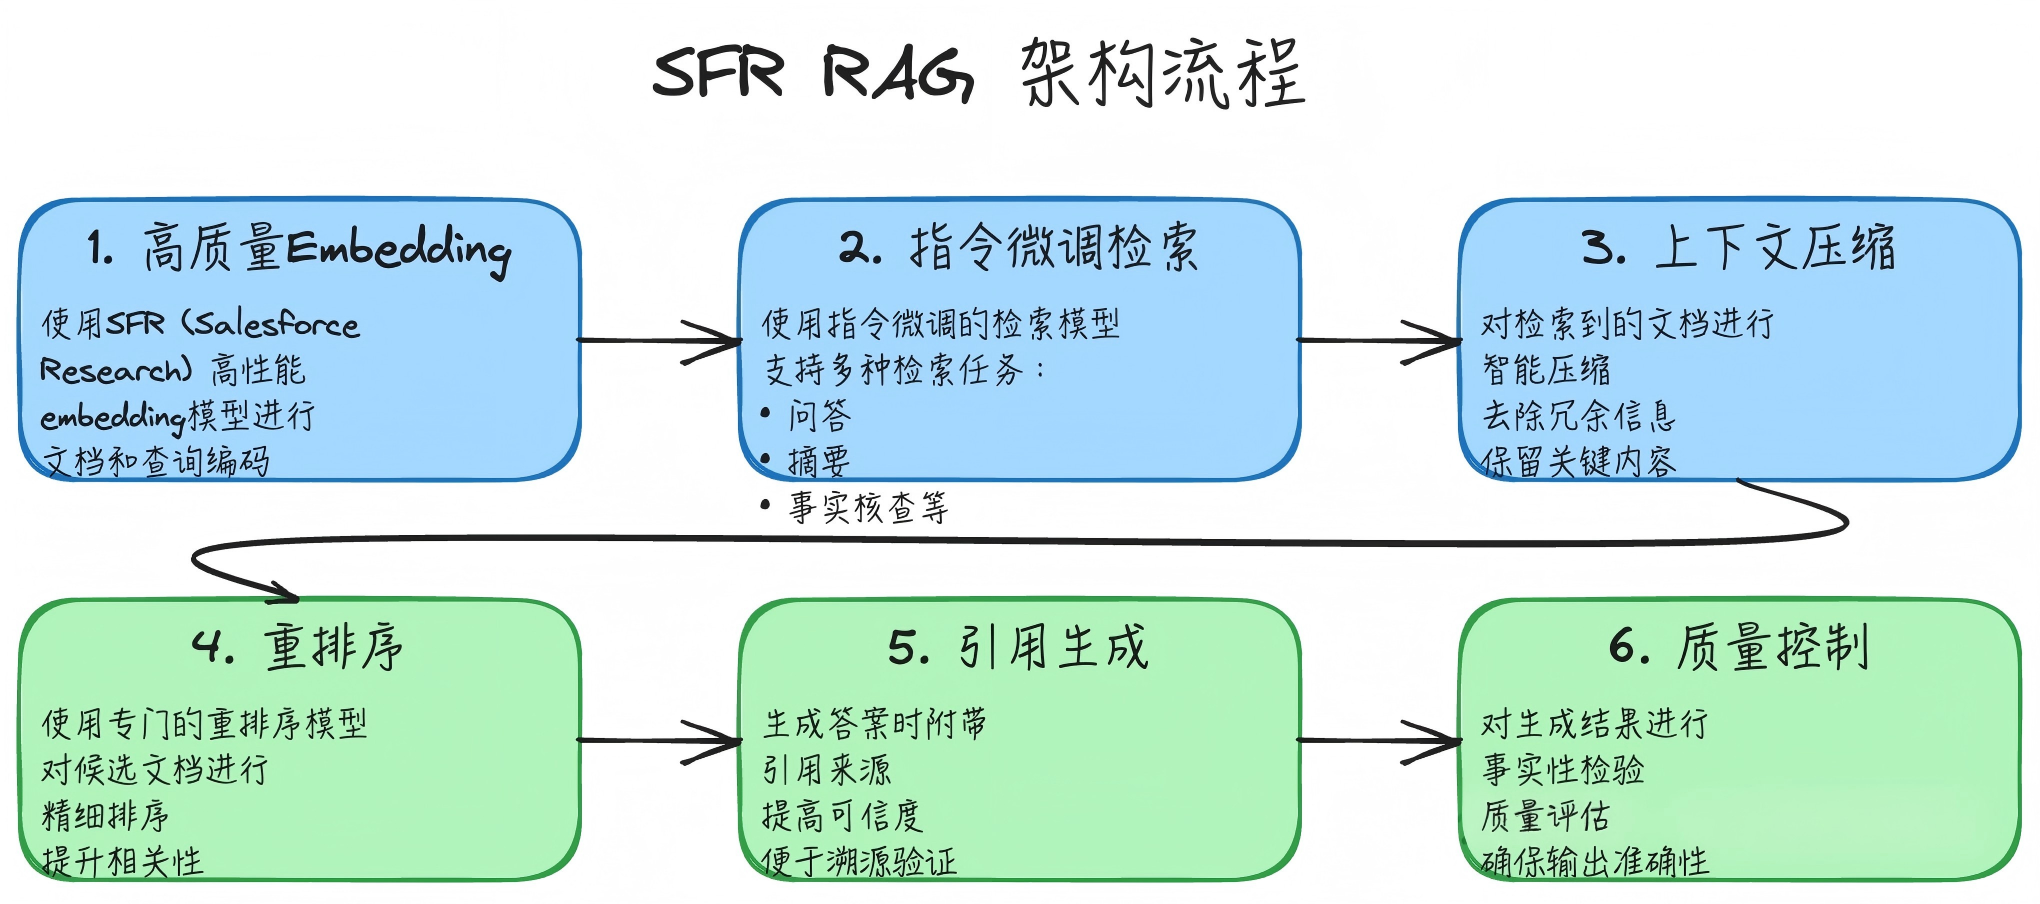 SFR RAG 架构流程
1. 高质量Embedding
使用SFR (Salesforce
Research) 高性能
embedding模型进行
文档和查询编码
2. 指令微调检索
使用指令微调的检索模型
支持多种检索任务：
• 问答
• 摘要
• 事实核查等
3. 上下文压缩
对检索到的文档进行
智能压缩
去除冗余信息
保留关键内容
4. 重排序
使用专门的重排序模型
对候选文档进行
精细排序
提升相关性
5. 引用生成
生成答案时附带
引用来源
提高可信度
便于溯源验证
6. 质量控制
对生成结果进行
事实性检验
质量评估
确保输出准确性